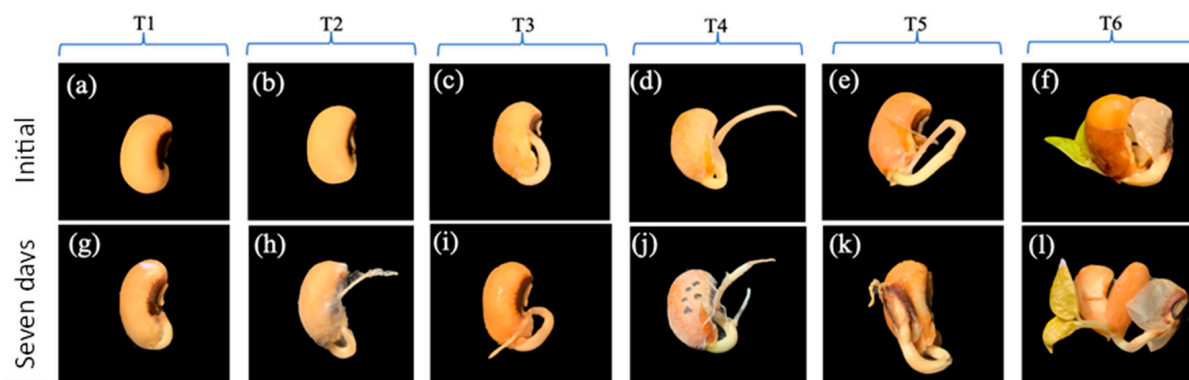 T1 T2 T3 T4 T5 T6
Initial
(a) (b) (c) (d) (e) (f)
Seven days
(g) (h) (i) (j) (k) (l)